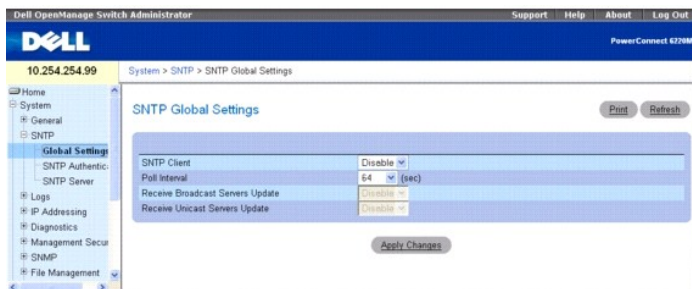 Dell OpenManage Switch Administrator
Support Help About Log Out
DELL
PowerConnect 6220M
10.254.254.99
System > SNTP > SNTP Global Settings
Home
System
General
SNTP
Global Settings
SNTP Authentic
SNTP Server
Logs
IP Addressing
Diagnostics
Management Secur
SNMP
File Management
SNTP Global Settings
Print Refresh
SNTP Client Disable
Poll Interval 64 (sec)
Receive Broadcast Servers Update Disable
Receive Unicast Servers Update Disable
Apply Changes